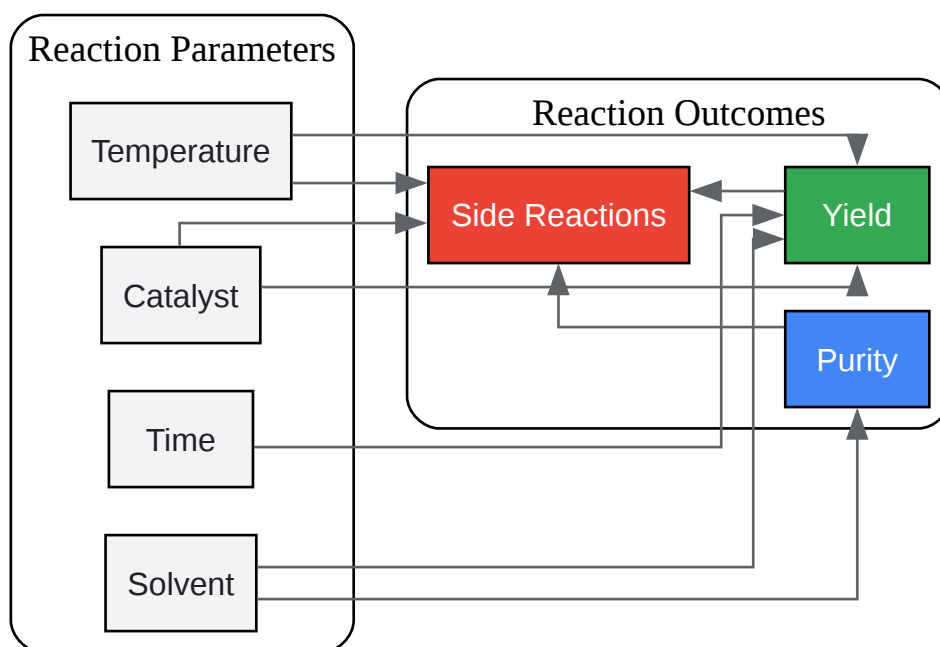 Reaction Parameters
Temperature
Catalyst
Time
Solvent
Reaction Outcomes
Side Reactions
Yield
Purity